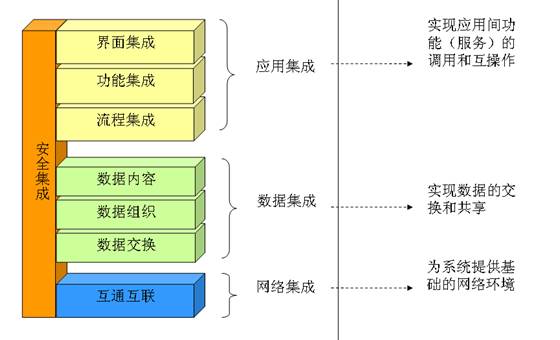 界面集成
功能集成
流程集成
应用集成
实现应用间功
能（服务）的
调用和互操作
安全集成
数据内容
数据组织
数据交换
数据集成
实现数据的交
换和共享
互通互联
网络集成
为系统提供基
础的网络环境